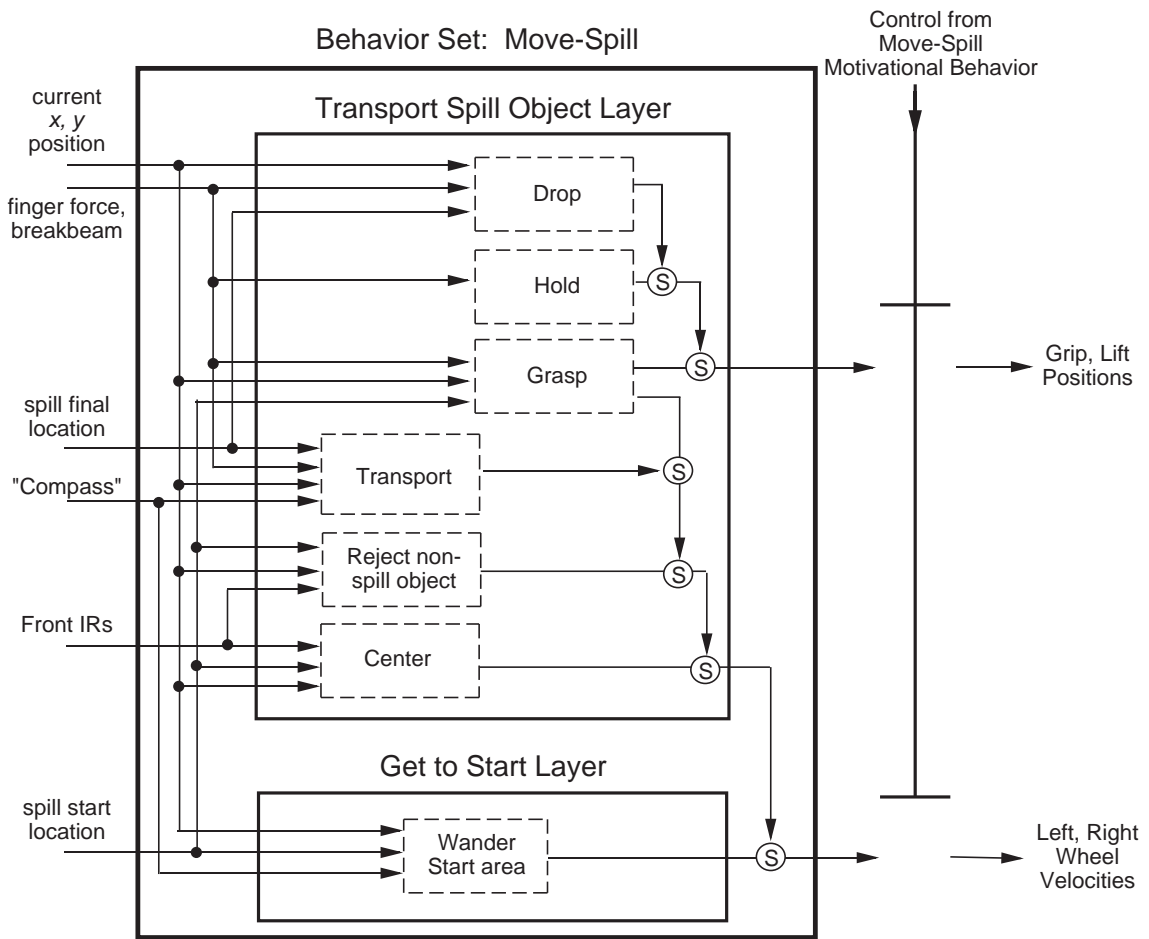 Control from
Move-Spill
Motivational Behavior
Behavior Set: Move-Spill
Transport Spill Object Layer
current
x, y
position
finger force,
breakbeam
Drop
S
Hold
S
Grasp
Grip, Lift
Positions
spill final
location
"Compass"
Transport
S
Reject non-
spill object
S
Front IRs
Center
S
Get to Start Layer
spill start
location
Wander
Start area
S
Left, Right
Wheel
Velocities